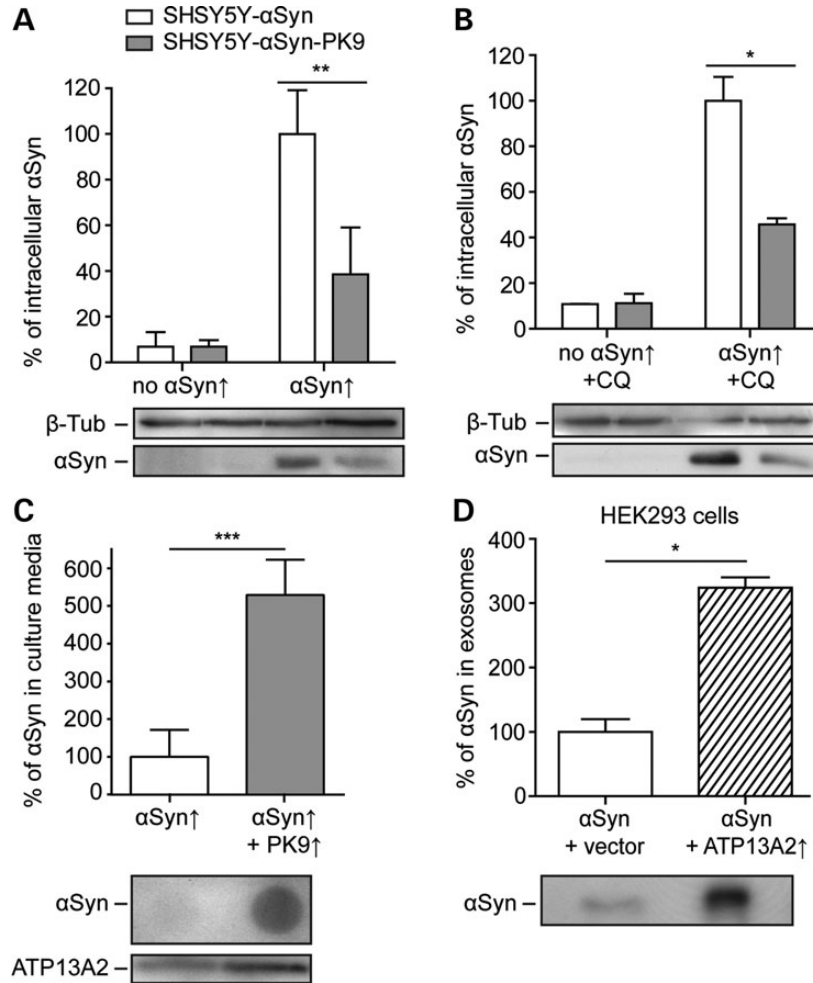 A
SHSY5Y-αSyn
SHSY5Y-αSyn-PK9
% of intracellular αSyn
120
100
80
60
40
20
0
**
no αSyn↑
αSyn↑
β-Tub
αSyn
B
% of intracellular αSyn
120
100
80
60
40
20
0
*
no αSyn↑
+CQ
αSyn↑
+CQ
β-Tub
αSyn
C
% of αSyn in culture media
600
500
400
300
200
100
0
***
αSyn↑
αSyn↑
+ PK9↑
αSyn
ATP13A2
D
HEK293 cells
% of αSyn in exosomes
400
300
200
100
0
*
αSyn
+ vector
αSyn
+ ATP13A2↑
αSyn